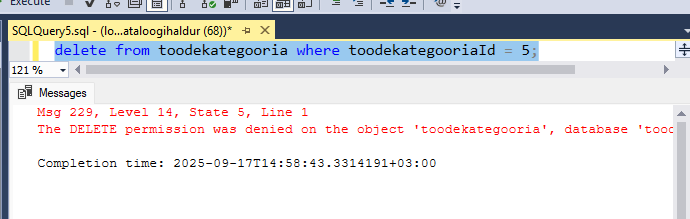 Execute
SQLQuery5.sql - (lo...ataloogihaldur (68))*
delete from toodekategooria where toodekategooriaId = 5;
121 %
Messages
Msg 229, Level 14, State 5, Line 1
The DELETE permission was denied on the object 'toodekategooria', database 'tood
Completion time: 2025-09-17T14:58:43.3314191+03:00